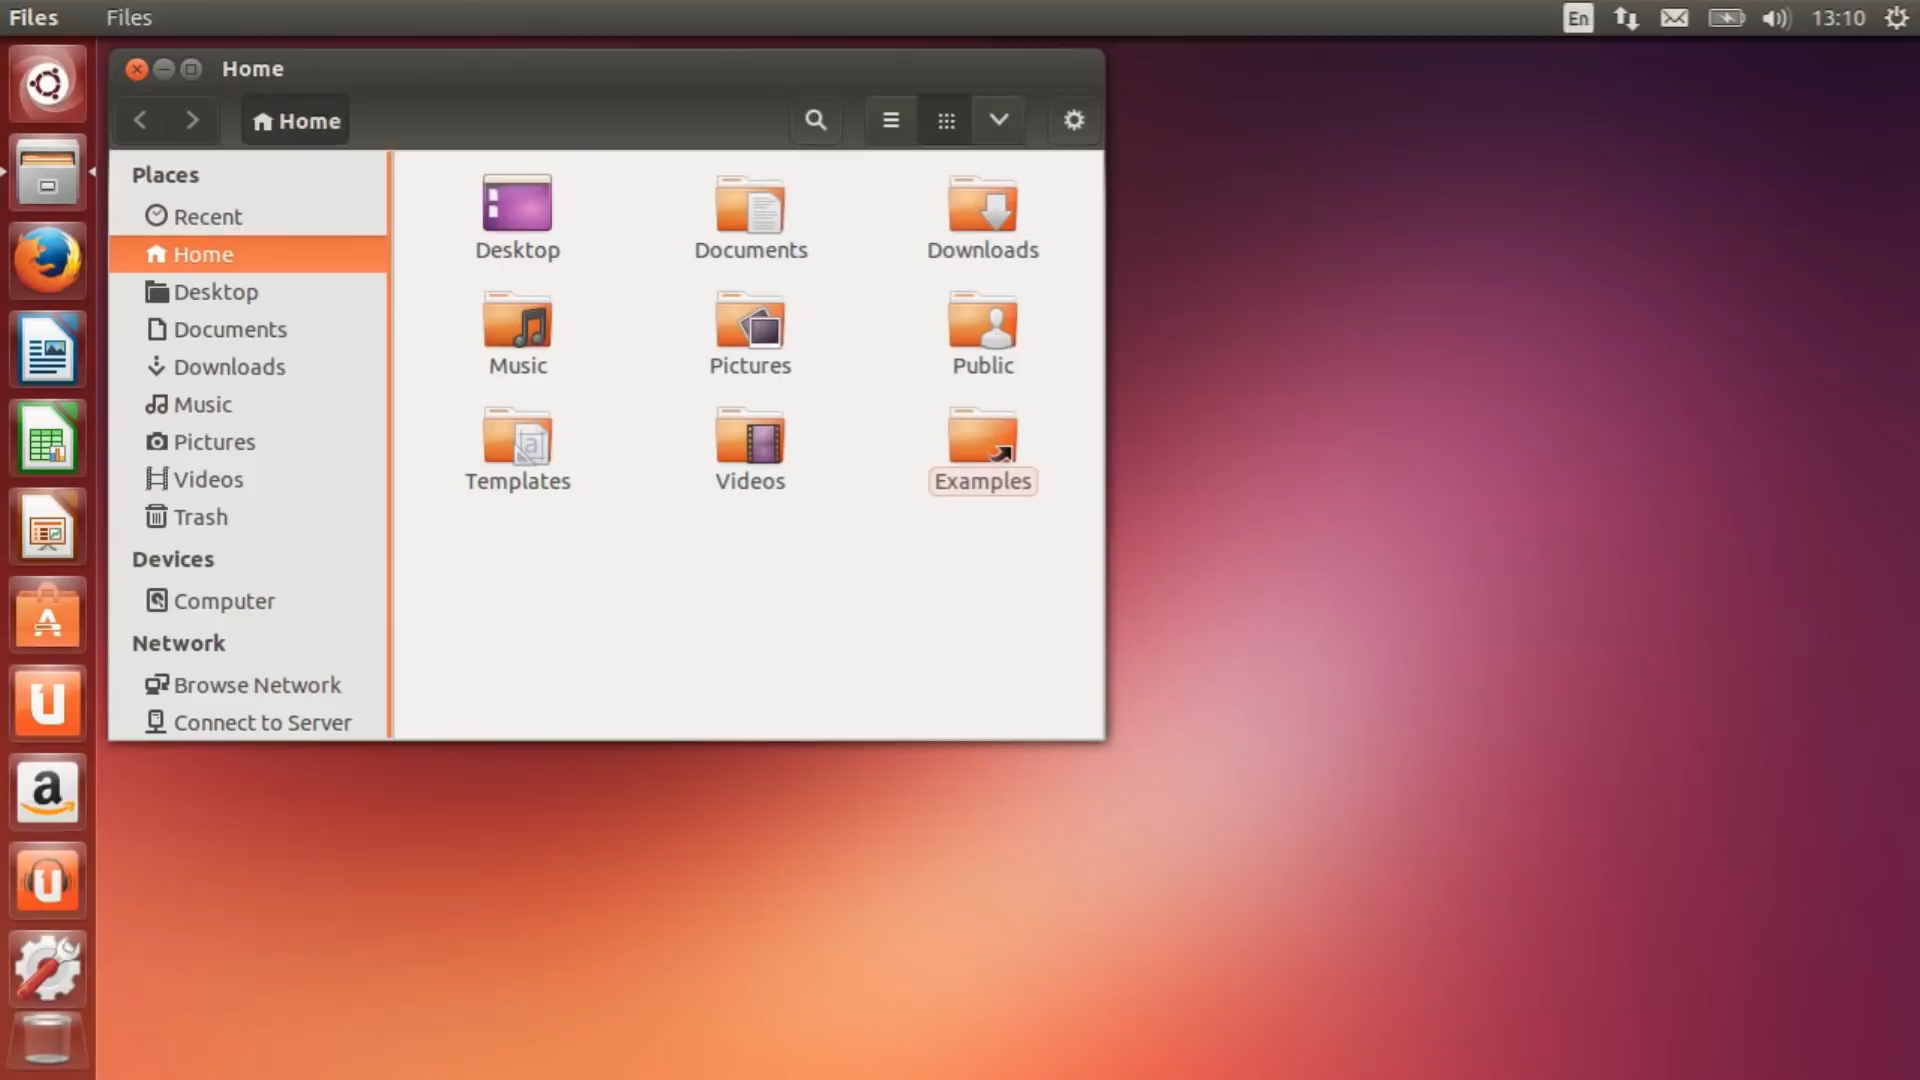 Files Files En 13:10
Home
Home
Places
Recent
Home
Desktop
Documents
Downloads
Music
Pictures
Videos
Trash
Devices
Computer
Network
Browse Network
Connect to Server
Desktop Documents Downloads
Music Pictures Public
Templates Videos Examples